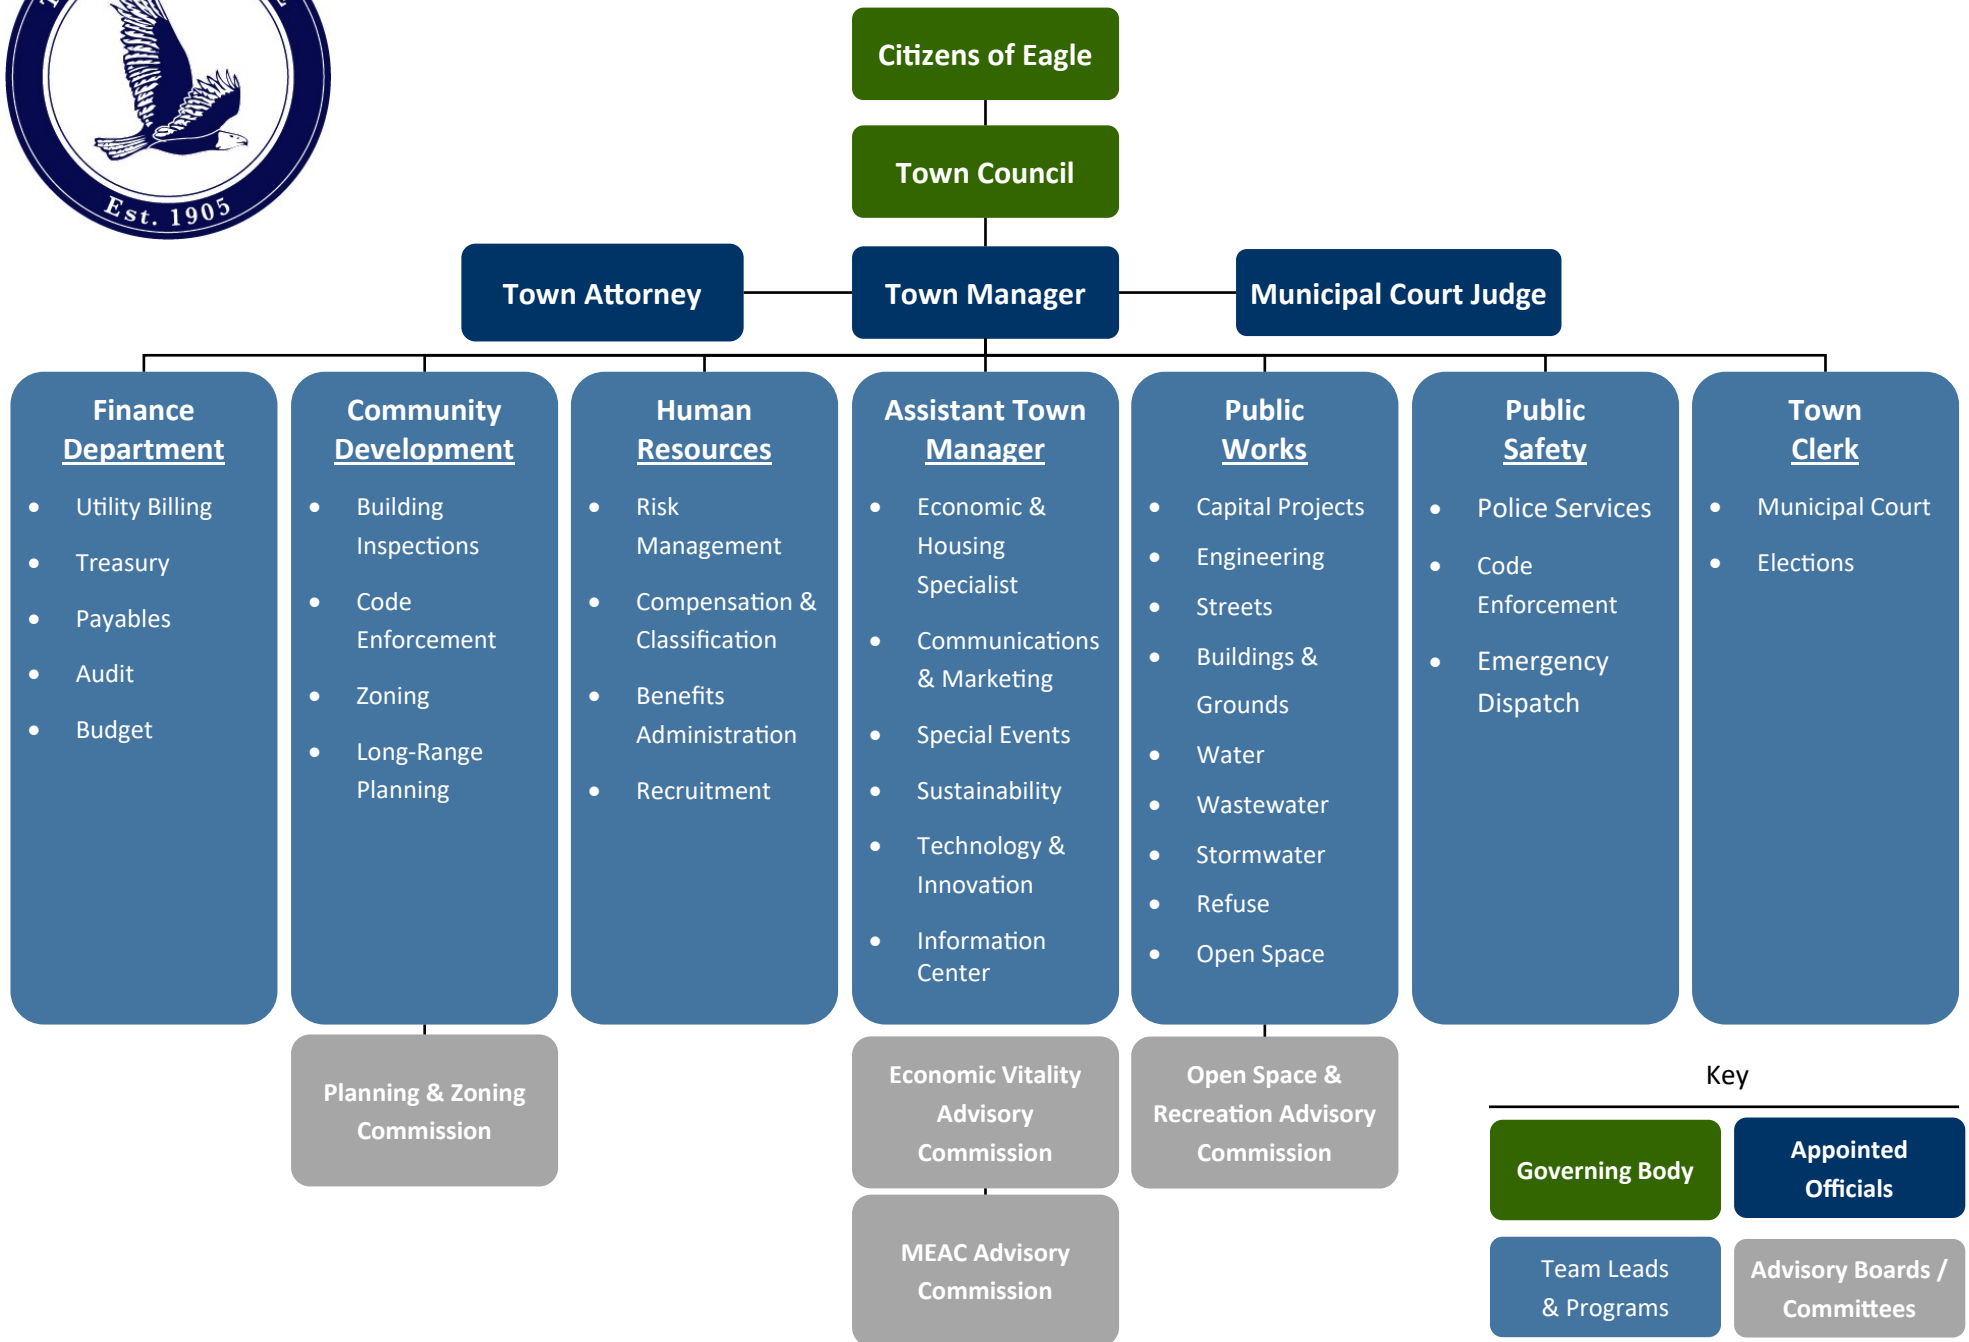 Est. 1905
Citizens of Eagle
Town Council
Town Attorney
Town Manager
Municipal Court Judge
Finance
Department
• Utility Billing
• Treasury
• Payables
• Audit
• Budget
Community
Development
• Building
Inspections
• Code
Enforcement
• Zoning
• Long-Range
Planning
Human
Resources
• Risk
Management
• Compensation &
Classification
• Benefits
Administration
• Recruitment
Assistant Town
Manager
• Economic &
Housing
Specialist
• Communications
& Marketing
• Special Events
• Sustainability
• Technology &
Innovation
• Information
Center
Public
Works
• Capital Projects
• Engineering
• Streets
• Buildings &
Grounds
• Water
• Wastewater
• Stormwater
• Refuse
• Open Space
Public
Safety
• Police Services
• Code
Enforcement
• Emergency
Dispatch
Town
Clerk
• Municipal Court
• Elections
Planning & Zoning
Commission
Economic Vitality
Advisory
Commission
MEAC Advisory
Commission
Open Space &
Recreation Advisory
Commission
Key
Governing Body
Appointed
Officials
Team Leads
& Programs
Advisory Boards /
Committees